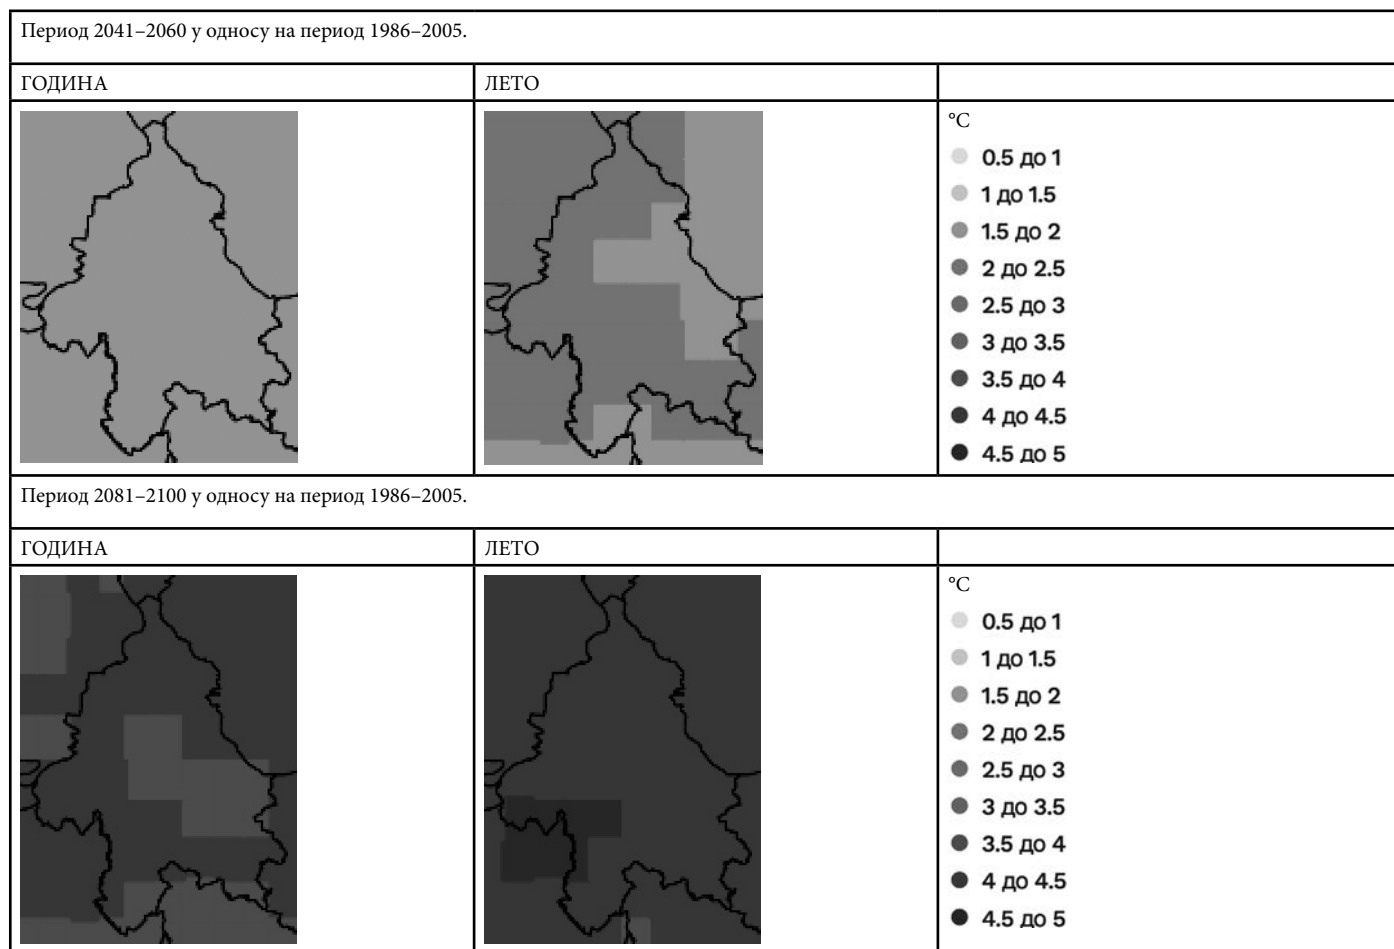 Период 2041–2060 у односу на период 1986–2005.
ГОДИНА
ЛЕТО
°C
0.5 до 1
1 до 1.5
1.5 до 2
2 до 2.5
2.5 до 3
3 до 3.5
3.5 до 4
4 до 4.5
4.5 до 5
Период 2081–2100 у односу на период 1986–2005.
ГОДИНА
ЛЕТО
°C
0.5 до 1
1 до 1.5
1.5 до 2
2 до 2.5
2.5 до 3
3 до 3.5
3.5 до 4
4 до 4.5
4.5 до 5